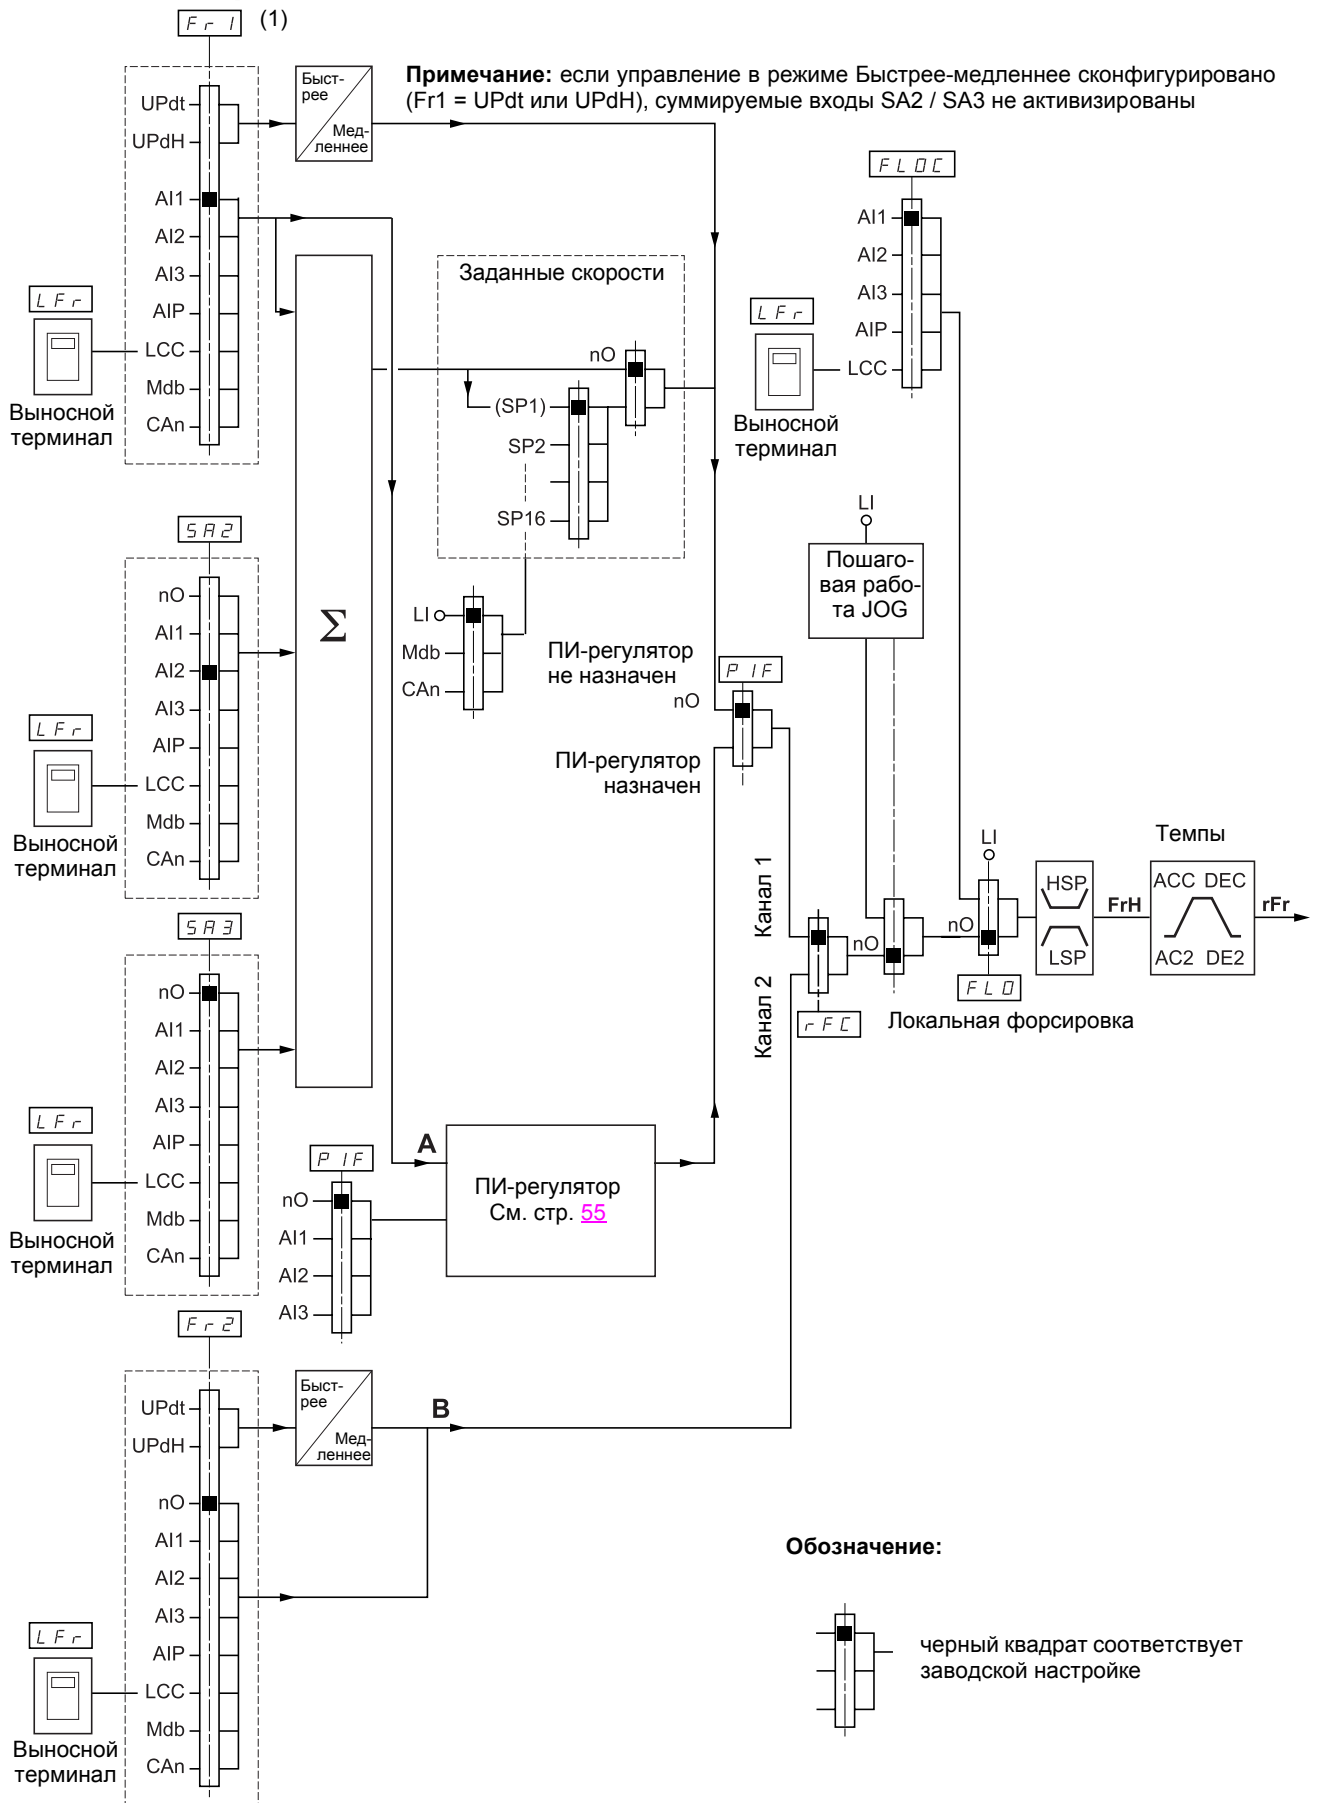 Fr1 (1)
Примечание: если управление в режиме Быстрее-медленнее сконфигурировано
(Fr1 = UPdt или UPdH), суммируемые входы SA2 / SA3 не активизированы
UPdt
UPdH
AI1
AI2
AI3
AIP
LCC
Mdb
CAn
Быст-
рее
Мед-
леннее
LFr
Выносной
терминал
Заданные скорости
nO
(SP1)
SP2
SP16
LI
Mdb
CAn
FLOC
AI1
AI2
AI3
AIP
LCC
LFr
Выносной
терминал
SA2
nO
AI1
AI2
AI3
AIP
LCC
Mdb
CAn
LFr
Выносной
терминал
Σ
LI
Пошаго-
вая рабо-
та JOG
ПИ-регулятор
не назначен
PIF
nO
ПИ-регулятор
назначен
Канал 1
Канал 2
rFC
nO
nO
LI
FLO
Локальная форсировка
HSP
LSP
FrH
Темпы
ACC DEC
AC2 DE2
rFr
SA3
nO
AI1
AI2
AI3
AIP
LCC
Mdb
CAn
LFr
Выносной
терминал
A
PIF
nO
AI1
AI2
AI3
ПИ-регулятор
См. стр. 55
Fr2
UPdt
UPdH
nO
AI1
AI2
AI3
AIP
LCC
Mdb
CAn
Быст-
рее
Мед-
леннее
B
LFr
Выносной
терминал
Обозначение:
черный квадрат соответствует
заводской настройке